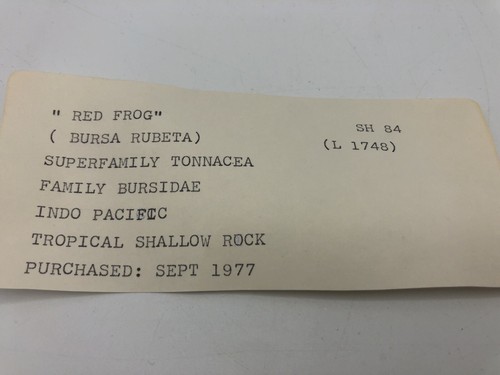 " RED FROG"
( BURSA RUBETA)
SH 84
(L 1748)
SUPERFAMILY TONNACEA
FAMILY BURSIDAE
INDO PACIFIC
TROPICAL SHALLOW ROCK
PURCHASED: SEPT 1977